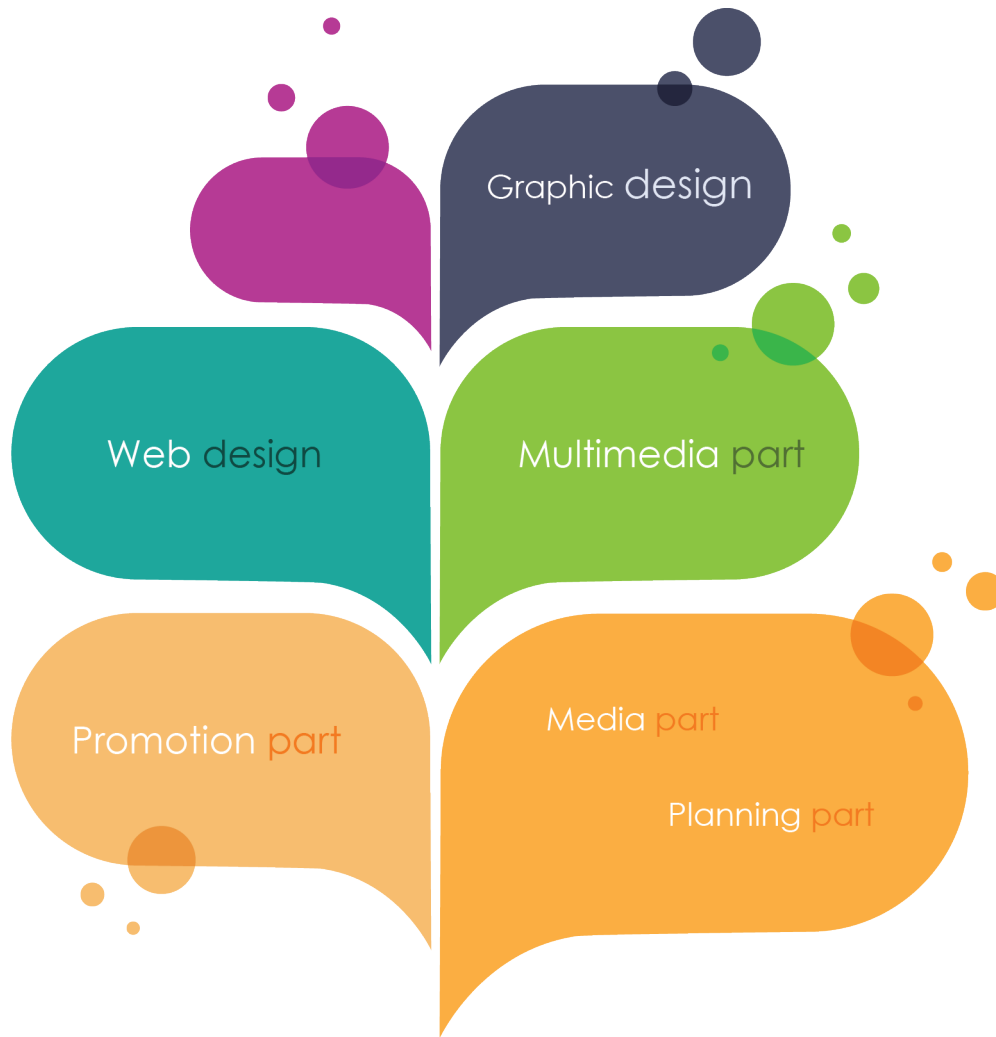 Graphic design
Web design
Multimedia part
Promotion part
Media part
Planning part